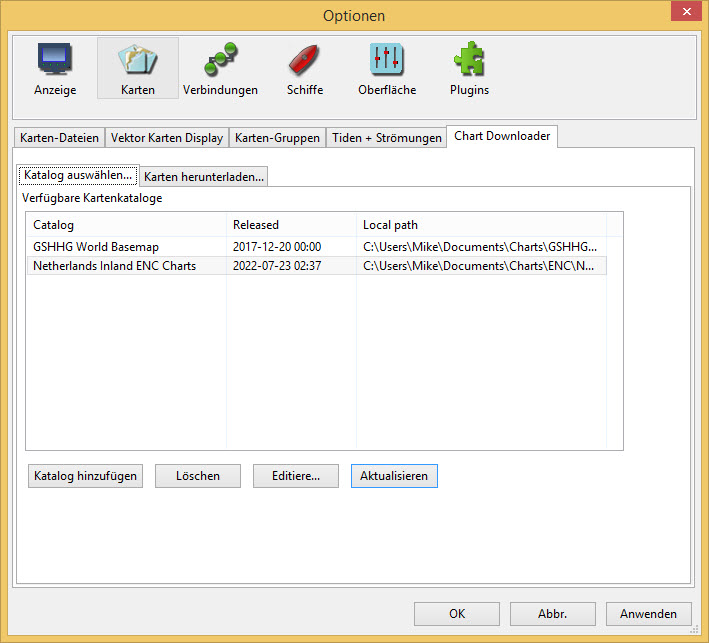 Optionen
Anzeige Karten Verbindungen Schiffe Oberfläche Plugins
Karten-Dateien Vektor Karten Display Karten-Gruppen Tiden + Strömungen Chart Downloader
Katalog auswählen... Karten herunterladen...
Verfügbare Kartenkataloge
Catalog Released Local path
GSHHG World Basemap 2017-12-20 00:00 C:\Users\Mike\Documents\Charts\GSHHG...
Netherlands Inland ENC Charts 2022-07-23 02:37 C:\Users\Mike\Documents\Charts\ENC\N...
Katalog hinzufügen Löschen Editiere... Aktualisieren
OK Abbr. Anwenden